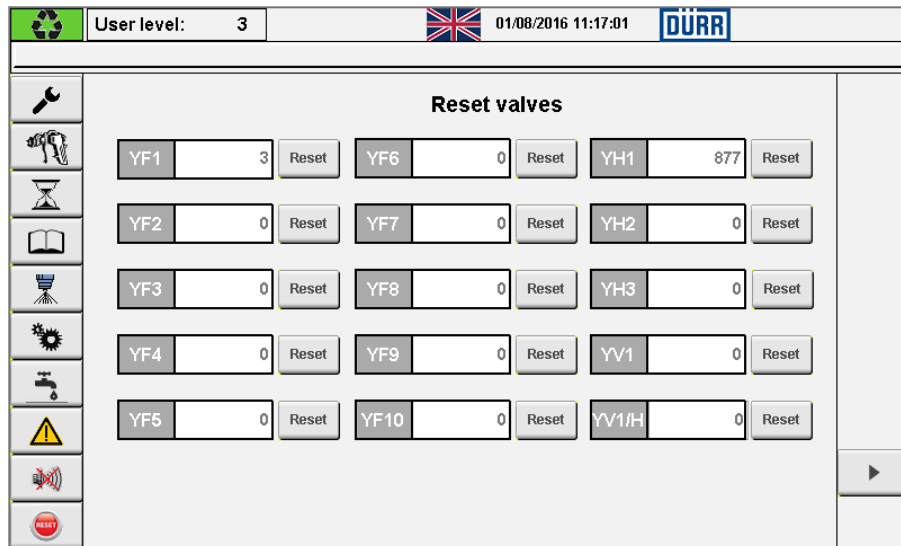 User level: 3 01/08/2016 11:17:01 DÜRR
Reset valves
YF1 3 Reset YF6 0 Reset YH1 877 Reset
YF2 0 Reset YF7 0 Reset YH2 0 Reset
YF3 0 Reset YF8 0 Reset YH3 0 Reset
YF4 0 Reset YF9 0 Reset YV1 0 Reset
YF5 0 Reset YF10 0 Reset YV1/H 0 Reset
RESET